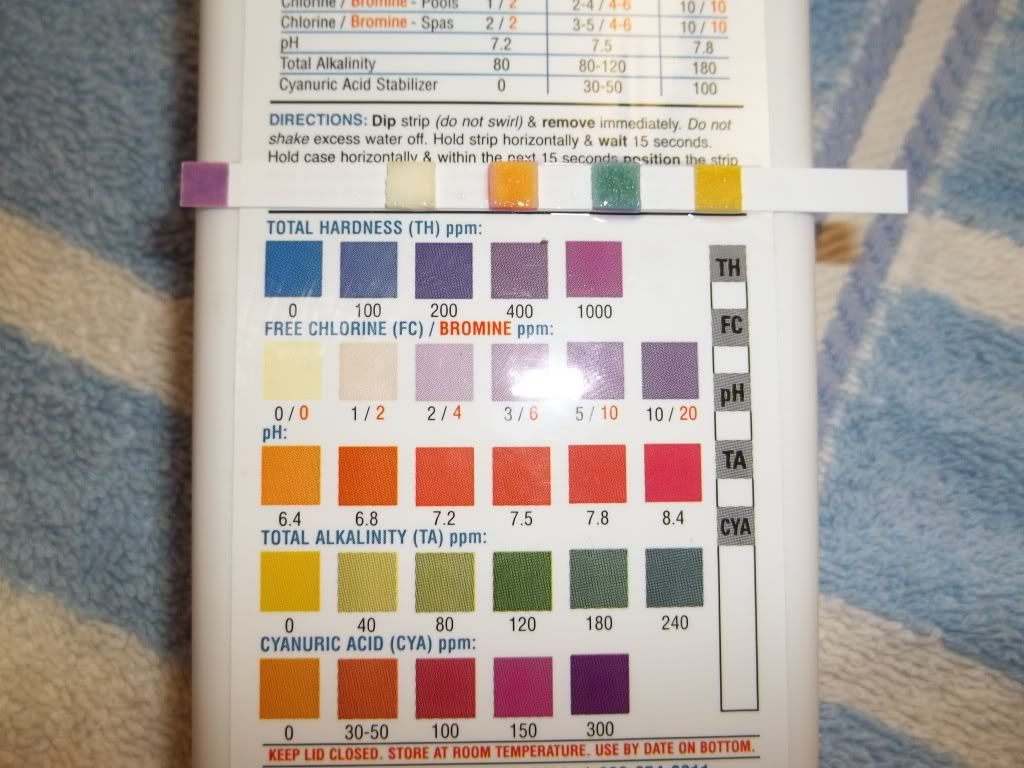 Chlorine / Bromine - Pools 1 / 2 2-4 / 4-6 10 / 10
Chlorine / Bromine - Spas 2 / 2 3-5 / 4-6 10 / 10
pH 7.2 7.5 7.8
Total Alkalinity 80 80-120 180
Cyanuric Acid Stabilizer 0 30-50 100
DIRECTIONS: Dip strip (do not swirl) & remove immediately. Do not
shake excess water off. Hold strip horizontally & wait 15 seconds.
Hold case horizontally & within the next 15 seconds position the strip
TOTAL HARDNESS (TH) ppm:
0 100 200 400 1000
FREE CHLORINE (FC) / BROMINE ppm:
0 / 0 1 / 2 2 / 4 3 / 6 5 / 10 10 / 20
pH:
6.4 6.8 7.2 7.5 7.8 8.4
TOTAL ALKALINITY (TA) ppm:
0 40 80 120 180 240
CYANURIC ACID (CYA) ppm:
0 30-50 100 150 300
TH
FC
pH
TA
CYA
KEEP LID CLOSED. STORE AT ROOM TEMPERATURE. USE BY DATE ON BOTTOM.